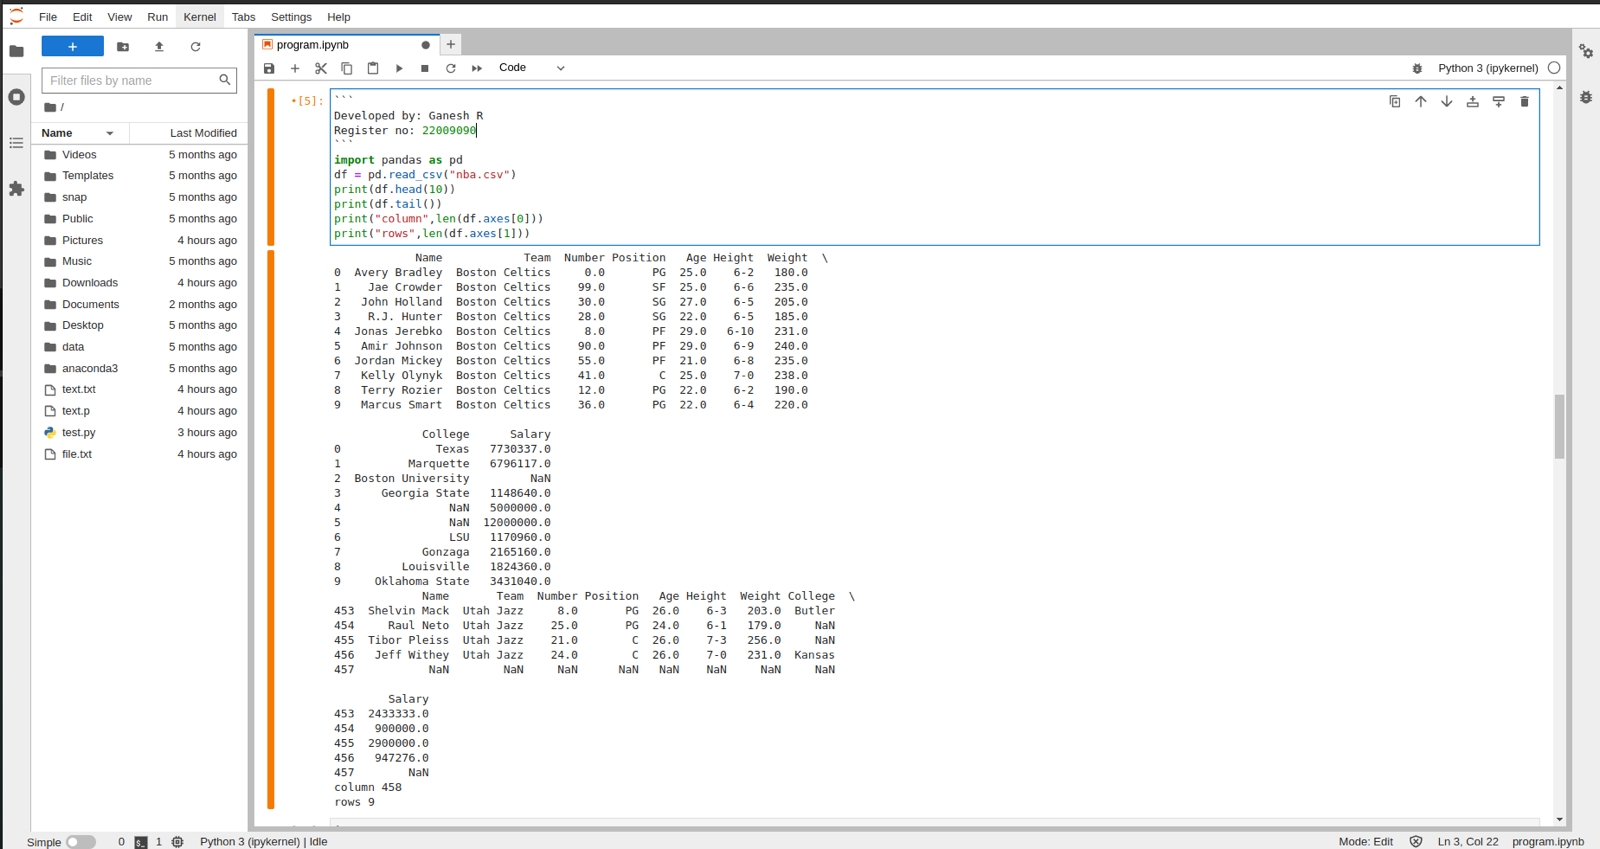 File Edit View Run Kernel Tabs Settings Help
+
Filter files by name
/
Name Last Modified
Videos 5 months ago
Templates 5 months ago
snap 5 months ago
Public 5 months ago
Pictures 4 hours ago
Music 5 months ago
Downloads 4 hours ago
Documents 2 months ago
Desktop 5 months ago
data 5 months ago
anaconda3 5 months ago
text.txt 4 hours ago
text.p 4 hours ago
test.py 3 hours ago
file.txt 4 hours ago
program.ipynb
+
Code
Python 3 (ipykernel)
•[5]: ```
Developed by: Ganesh R
Register no: 22009090
```
import pandas as pd
df = pd.read_csv("nba.csv")
print(df.head(10))
print(df.tail())
print("column",len(df.axes[0]))
print("rows",len(df.axes[1]))
Name Team Number Position Age Height Weight \
0 Avery Bradley Boston Celtics 0.0 PG 25.0 6-2 180.0
1 Jae Crowder Boston Celtics 99.0 SF 25.0 6-6 235.0
2 John Holland Boston Celtics 30.0 SG 27.0 6-5 205.0
3 R.J. Hunter Boston Celtics 28.0 SG 22.0 6-5 185.0
4 Jonas Jerebko Boston Celtics 8.0 PF 29.0 6-10 231.0
5 Amir Johnson Boston Celtics 90.0 PF 29.0 6-9 240.0
6 Jordan Mickey Boston Celtics 55.0 PF 21.0 6-8 235.0
7 Kelly Olynyk Boston Celtics 41.0 C 25.0 7-0 238.0
8 Terry Rozier Boston Celtics 12.0 PG 22.0 6-2 190.0
9 Marcus Smart Boston Celtics 36.0 PG 22.0 6-4 220.0
College Salary
0 Texas 7730337.0
1 Marquette 6796117.0
2 Boston University NaN
3 Georgia State 1148640.0
4 NaN 5000000.0
5 NaN 12000000.0
6 LSU 1170960.0
7 Gonzaga 2165160.0
8 Louisville 1824360.0
9 Oklahoma State 3431040.0
Name Team Number Position Age Height Weight College \
453 Shelvin Mack Utah Jazz 8.0 PG 26.0 6-3 203.0 Butler
454 Raul Neto Utah Jazz 25.0 PG 24.0 6-1 179.0 NaN
455 Tibor Pleiss Utah Jazz 21.0 C 26.0 7-3 256.0 NaN
456 Jeff Withey Utah Jazz 24.0 C 26.0 7-0 231.0 Kansas
457 NaN NaN NaN NaN NaN NaN NaN NaN
Salary
453 2433333.0
454 900000.0
455 2900000.0
456 947276.0
457 NaN
column 458
rows 9
Simple 0 1 Python 3 (ipykernel) | Idle Mode: Edit Ln 3, Col 22 program.ipynb